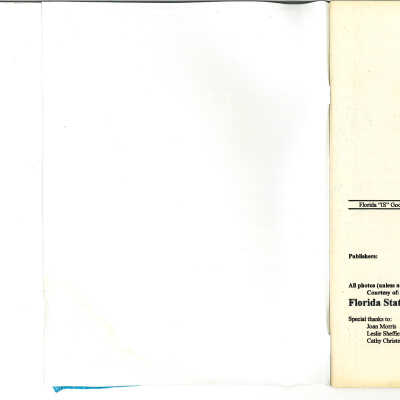 Florida "IS" Goo
Publishers:
All photos (unless n
Courtesy of:
Florida Stat
Special thanks to:
Joan Morris
Leslie Sheffie
Cathy Christe